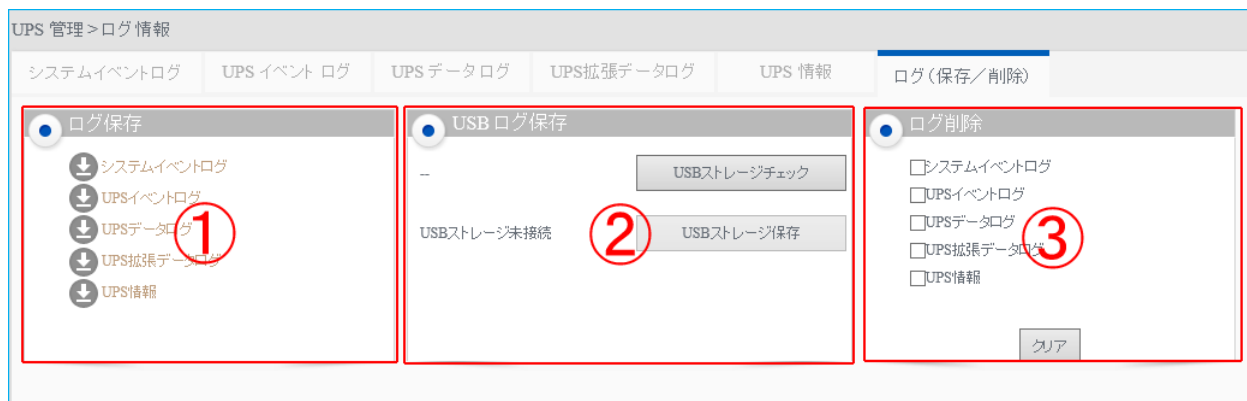 UPS 管理>ログ情報
システムイベントログ UPS イベント ログ UPS データログ UPS拡張データログ UPS 情報 ログ(保存/削除)
ログ保存
システムイベントログ
UPSイベントログ
UPSデータログ
UPS拡張データログ
UPS情報
①
USB ログ保存
-- USBストレージチェック
USBストレージ未接続 USBストレージ保存
②
ログ削除
システムイベントログ
UPSイベントログ
UPSデータログ
UPS拡張データログ
UPS情報
③
クリア